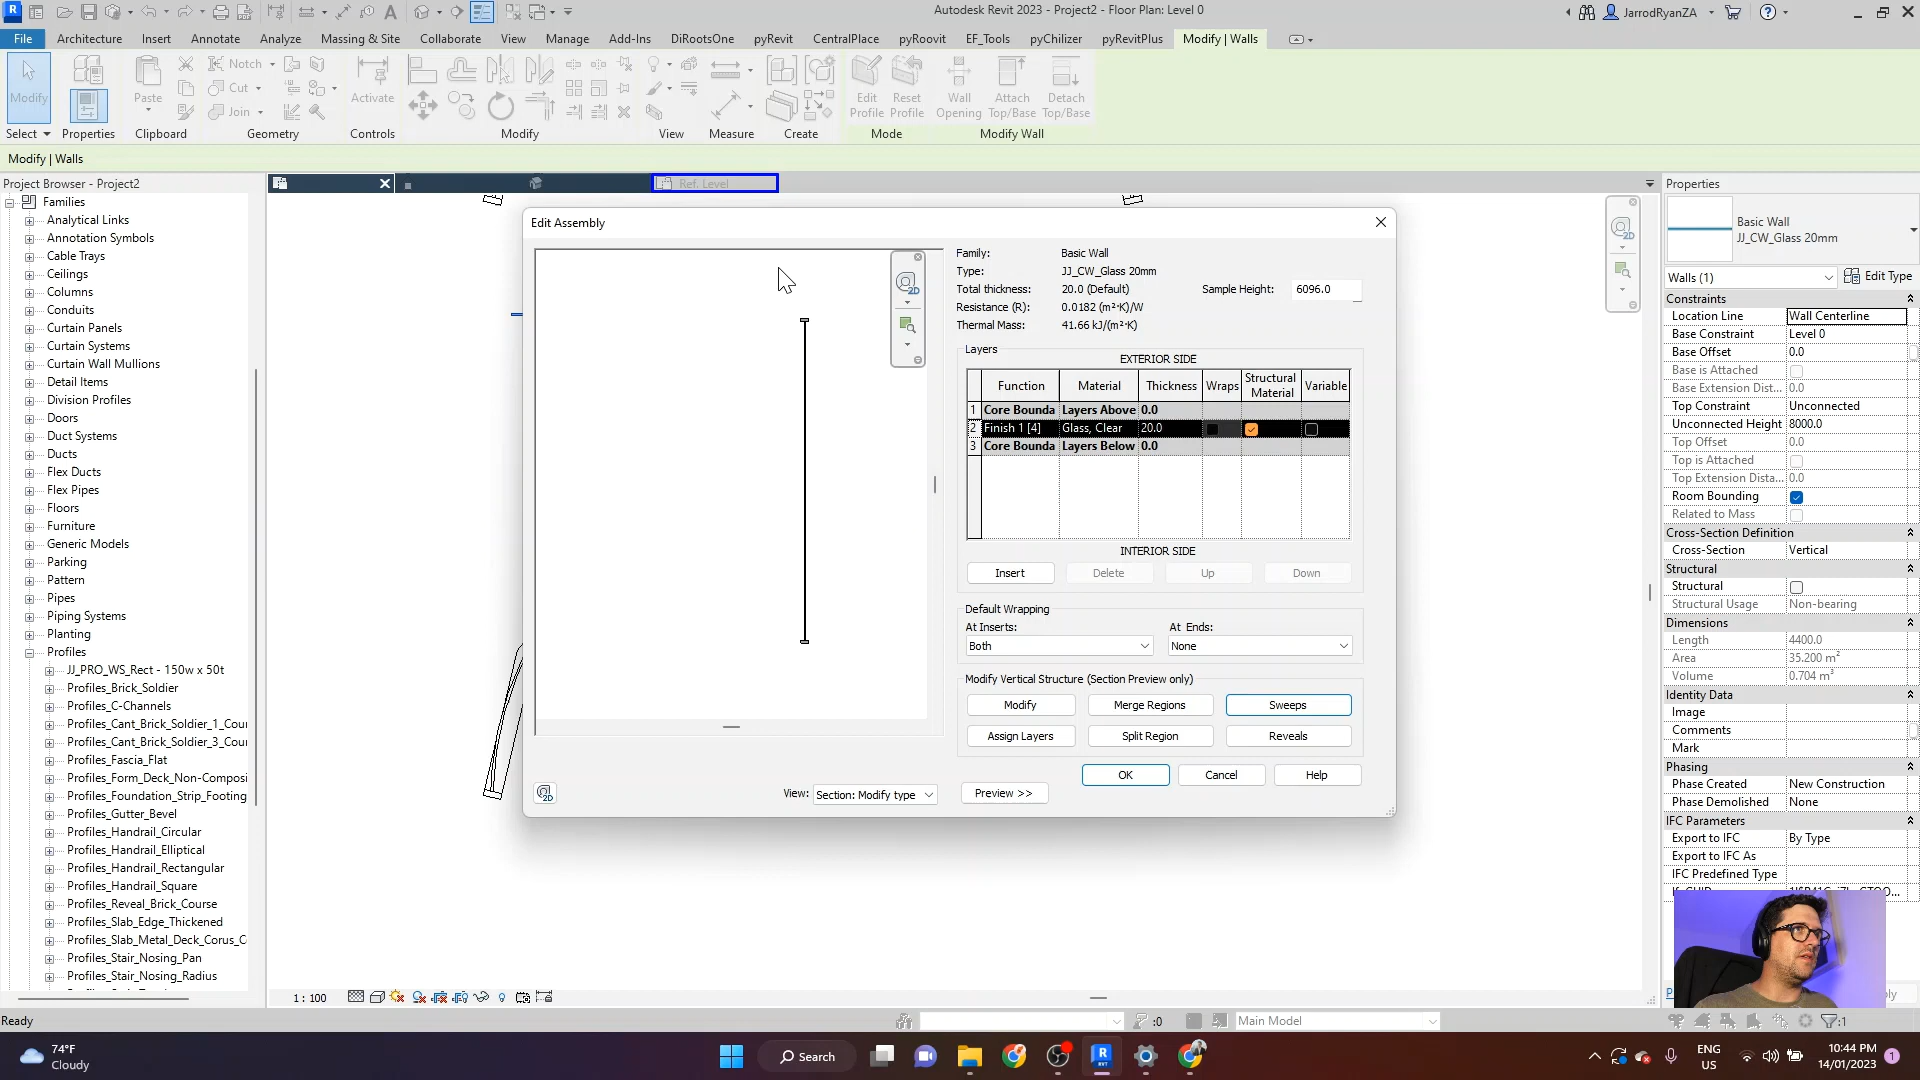 Autodesk Revit 2023 - Project2 - Floor Plan: Level 0
JarrodRyanZA
File
Architecture
Insert
Annotate
Analyze
Massing & Site
Collaborate
View
Manage
Add-Ins
DiRootsOne
pyRevit
CentralPlace
pyRoovit
EF_Tools
pyChilizer
pyRevitPlus
Modify | Walls
Modify
Paste
Notch
Cut
Join
Activate
Edit Profile
Reset Profile
Wall Opening
Attach Top/Base
Detach Top/Base
Select
Properties
Clipboard
Geometry
Controls
Modify
View
Measure
Create
Mode
Modify Wall
Modify | Walls
Project Browser - Project2
Families
Analytical Links
Annotation Symbols
Cable Trays
Ceilings
Columns
Conduits
Curtain Panels
Curtain Systems
Curtain Wall Mullions
Detail Items
Division Profiles
Doors
Duct Systems
Ducts
Flex Ducts
Flex Pipes
Floors
Furniture
Generic Models
Parking
Pattern
Pipes
Piping Systems
Planting
Profiles
JJ_PRO_WS_Rect - 150w x 50t
Profiles_Brick_Soldier
Profiles_C-Channels
Profiles_Cant_Brick_Soldier_1_Cou
Profiles_Cant_Brick_Soldier_3_Cou
Profiles_Fascia_Flat
Profiles_Form_Deck_Non-Composi
Profiles_Foundation_Strip_Footing
Profiles_Gutter_Bevel
Profiles_Handrail_Circular
Profiles_Handrail_Elliptical
Profiles_Handrail_Rectangular
Profiles_Handrail_Square
Profiles_Reveal_Brick_Course
Profiles_Slab_Edge_Thickened
Profiles_Slab_Metal_Deck_Corus_C
Profiles_Stair_Nosing_Pan
Profiles_Stair_Nosing_Radius
Ref. Level
Edit Assembly
2D
Family: Basic Wall
Type: JJ_CW_Glass 20mm
Total thickness: 20.0 (Default)
Sample Height: 6096.0
Resistance (R): 0.0182 (m²·K)/W
Thermal Mass: 41.66 kJ/(m²·K)
Layers
EXTERIOR SIDE
Function Material Thickness Wraps Structural Material Variable
1 Core Bounda Layers Above 0.0
2 Finish 1 [4] Glass, Clear 20.0
3 Core Bounda Layers Below 0.0
INTERIOR SIDE
Insert Delete Up Down
Default Wrapping
At Inserts: At Ends:
Both None
Modify Vertical Structure (Section Preview only)
Modify Merge Regions Sweeps
Assign Layers Split Region Reveals
OK Cancel Help
View: Section: Modify type Preview >>
2D
Properties
Basic Wall
JJ_CW_Glass 20mm
Walls (1) Edit Type
Constraints
Location Line Wall Centerline
Base Constraint Level 0
Base Offset 0.0
Base is Attached
Base Extension Dist... 0.0
Top Constraint Unconnected
Unconnected Height 8000.0
Top Offset 0.0
Top is Attached
Top Extension Dista... 0.0
Room Bounding
Related to Mass
Cross-Section Definition
Cross-Section Vertical
Structural
Structural
Structural Usage Non-bearing
Dimensions
Length 4400.0
Area 35.200 m²
Volume 0.704 m³
Identity Data
Image
Comments
Mark
Phasing
Phase Created New Construction
Phase Demolished None
IFC Parameters
Export to IFC By Type
Export to IFC As
IFC Predefined Type
1 : 100
Ready
:0
Main Model
:1
74°F
Cloudy
Search
ENG
US
10:44 PM
14/01/2023
1